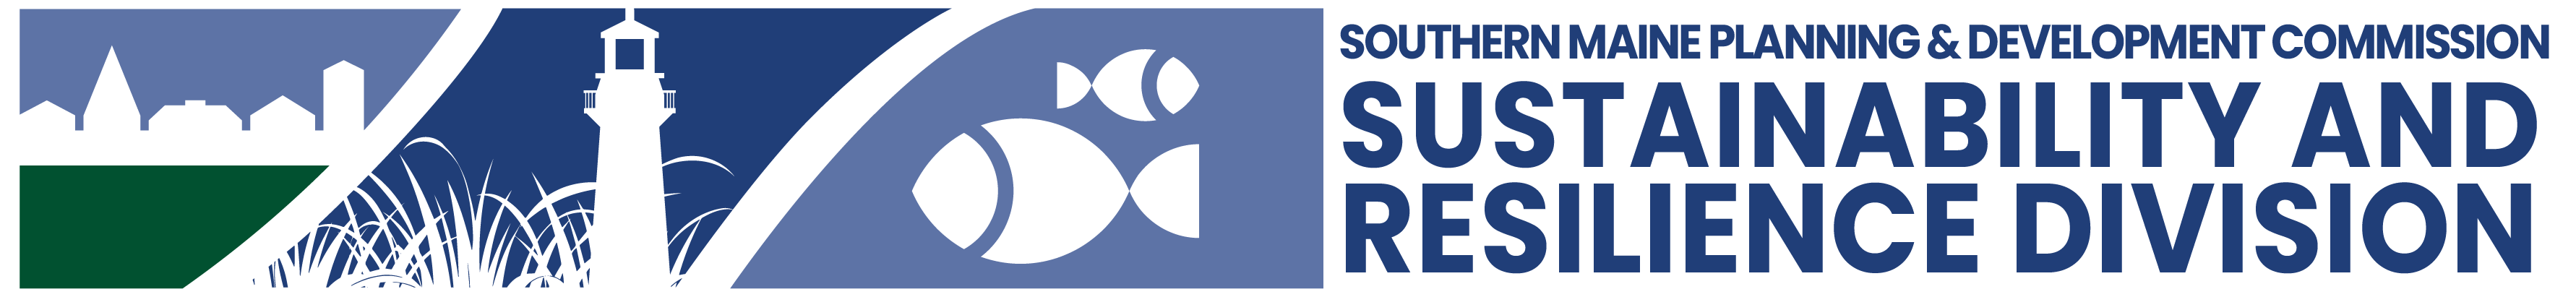 SOUTHERN MAINE PLANNING & DEVELOPMENT COMMISSION
SUSTAINABILITY AND
RESILIENCE DIVISION